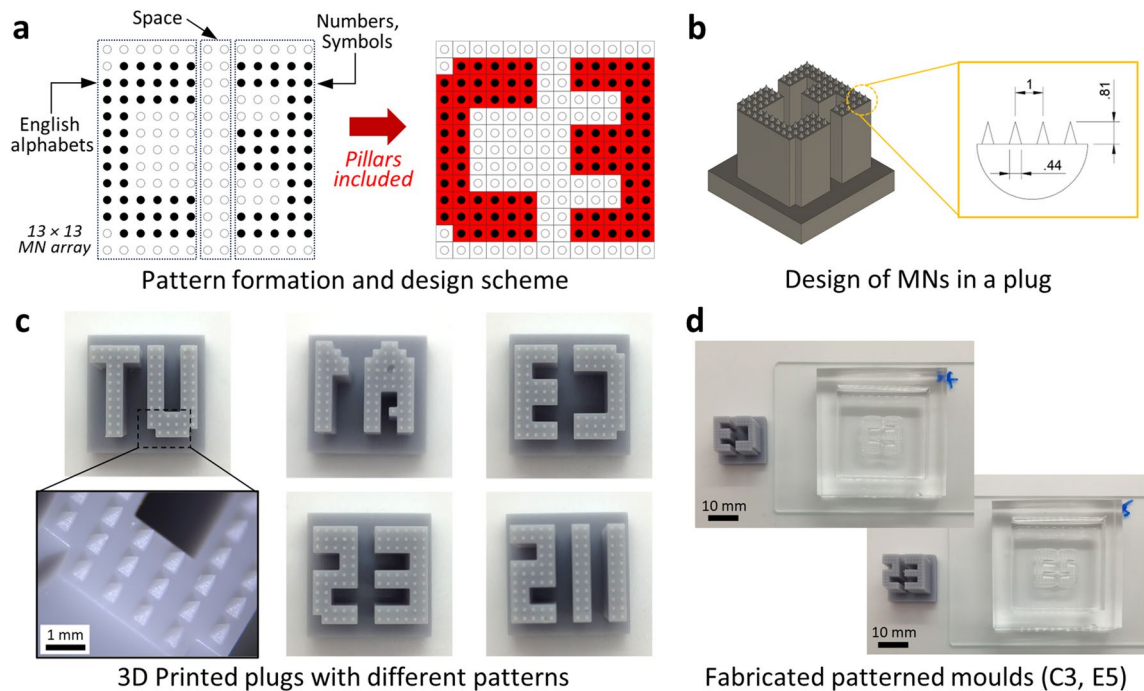 a
Space
Numbers,
Symbols
English
alphabets
Pillars
included
13 × 13
MN array
Pattern formation and design scheme
b
1
.81
.44
Design of MNs in a plug
c
1 mm
3D Printed plugs with different patterns
d
10 mm
10 mm
Fabricated patterned moulds (C3, E5)